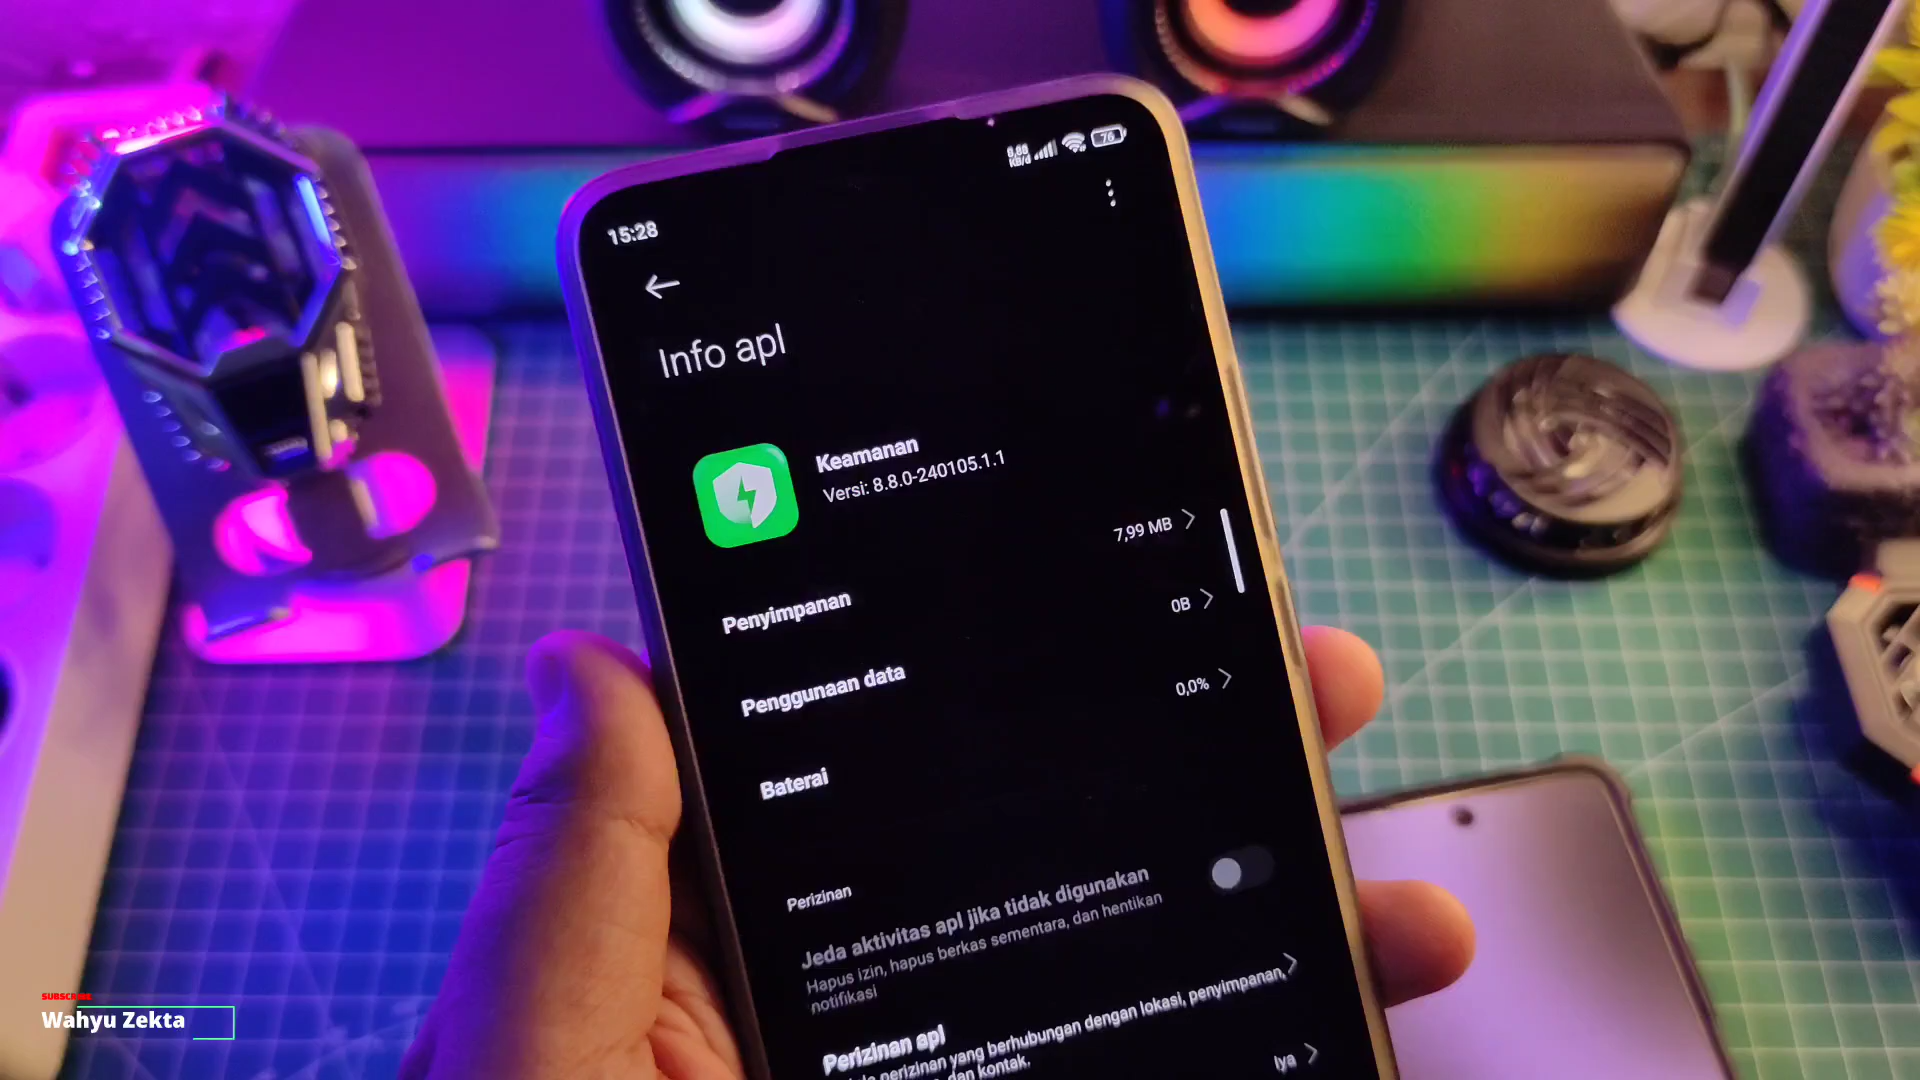 8,88
KB/d
76
15:28
Info apl
Keamanan
Versi: 8.8.0-240105.1.1
Penyimpanan
7,99 MB
Penggunaan data
0B
Baterai
0,0%
Perizinan
Jeda aktivitas apl jika tidak digunakan
Hapus izin, hapus berkas sementara, dan hentikan
notifikasi
Perizinan apl
perizinan yang berhubungan dengan lokasi, penyimpanan,
dan kontak.
Iya
SUBSCRIBE
Wahyu Zekta